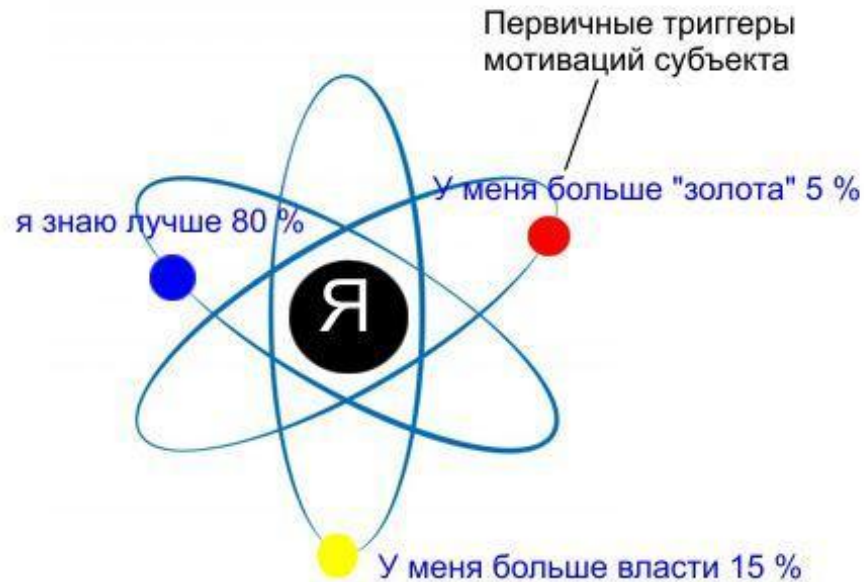 Первичные триггеры
мотиваций субъекта
У меня больше "золота" 5 %
я знаю лучше 80 %
Я
У меня больше власти 15 %